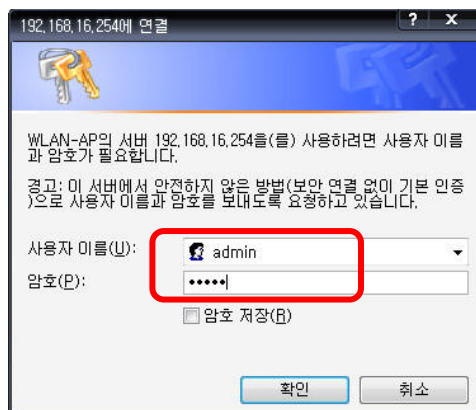 192,168,16,254에 연결
WLAN-AP의 서버 192,168,16,254을(를) 사용하려면 사용자 이름
과 암호가 필요합니다.
경고: 이 서버에서 안전하지 않은 방법(보안 연결 없이 기본 인증
)으로 사용자 이름과 암호를 보내도록 요청하고 있습니다.
사용자 이름(U): admin
암호(P): •••••
암호 저장(R)
확인 취소